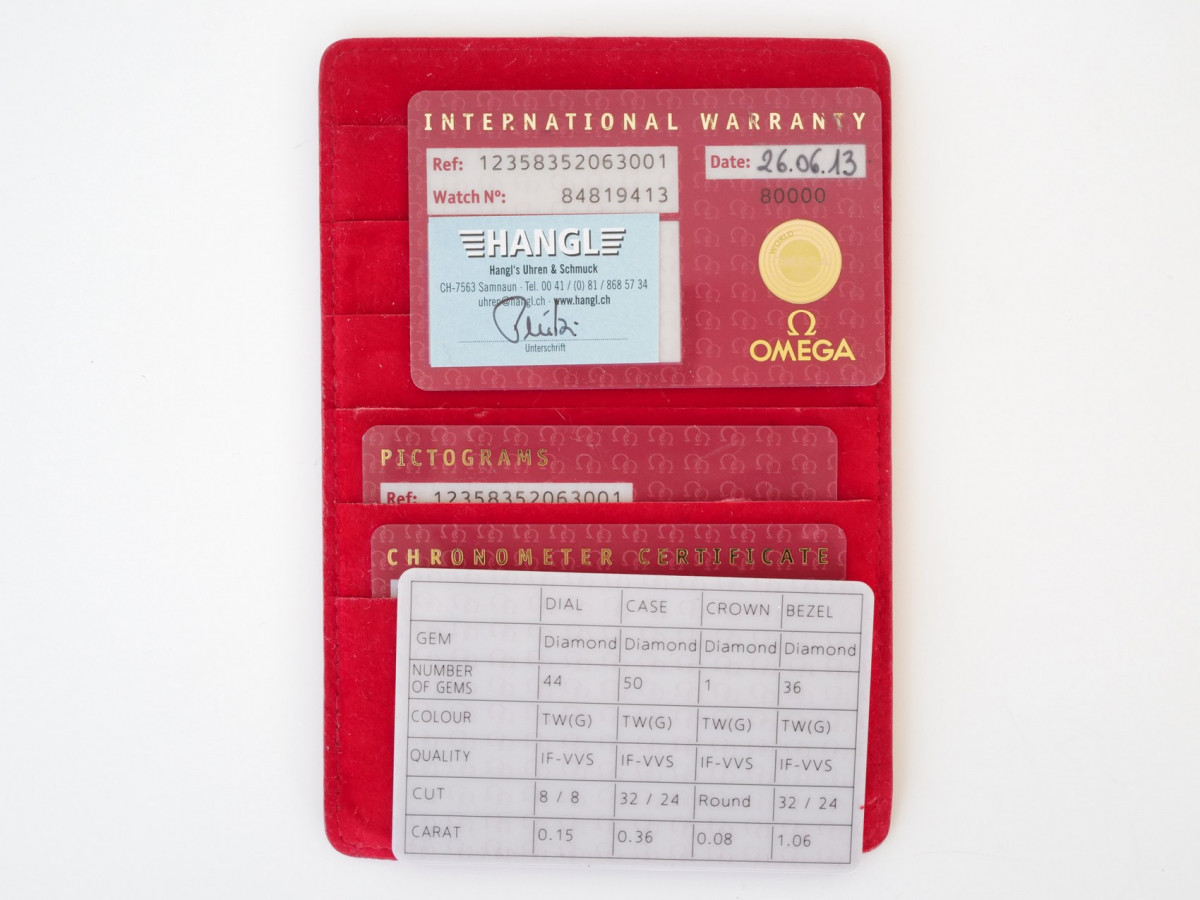 INTERNATIONAL WARRANTY
Ref: 12358352063001
Date: 26.06.13
Watch Nº: 84819413
80000
HANGL
Hangl's Uhren & Schmuck
CH-7563 Samnaun · Tel. 00 41 / (0) 81 / 868 57 34
uhren@hangl.ch · www.hangl.ch
Unterschrift
WORLD
Ω
OMEGA
PICTOGRAMS
Ref: 12358352063001
CHRONOMETER CERTIFICATE
DIAL CASE CROWN BEZEL
GEM Diamond Diamond Diamond Diamond
NUMBER
OF GEMS 44 50 1 36
COLOUR TW(G) TW(G) TW(G) TW(G)
QUALITY IF-VVS IF-VVS IF-VVS IF-VVS
CUT 8 / 8 32 / 24 Round 32 / 24
CARAT 0.15 0.36 0.08 1.06